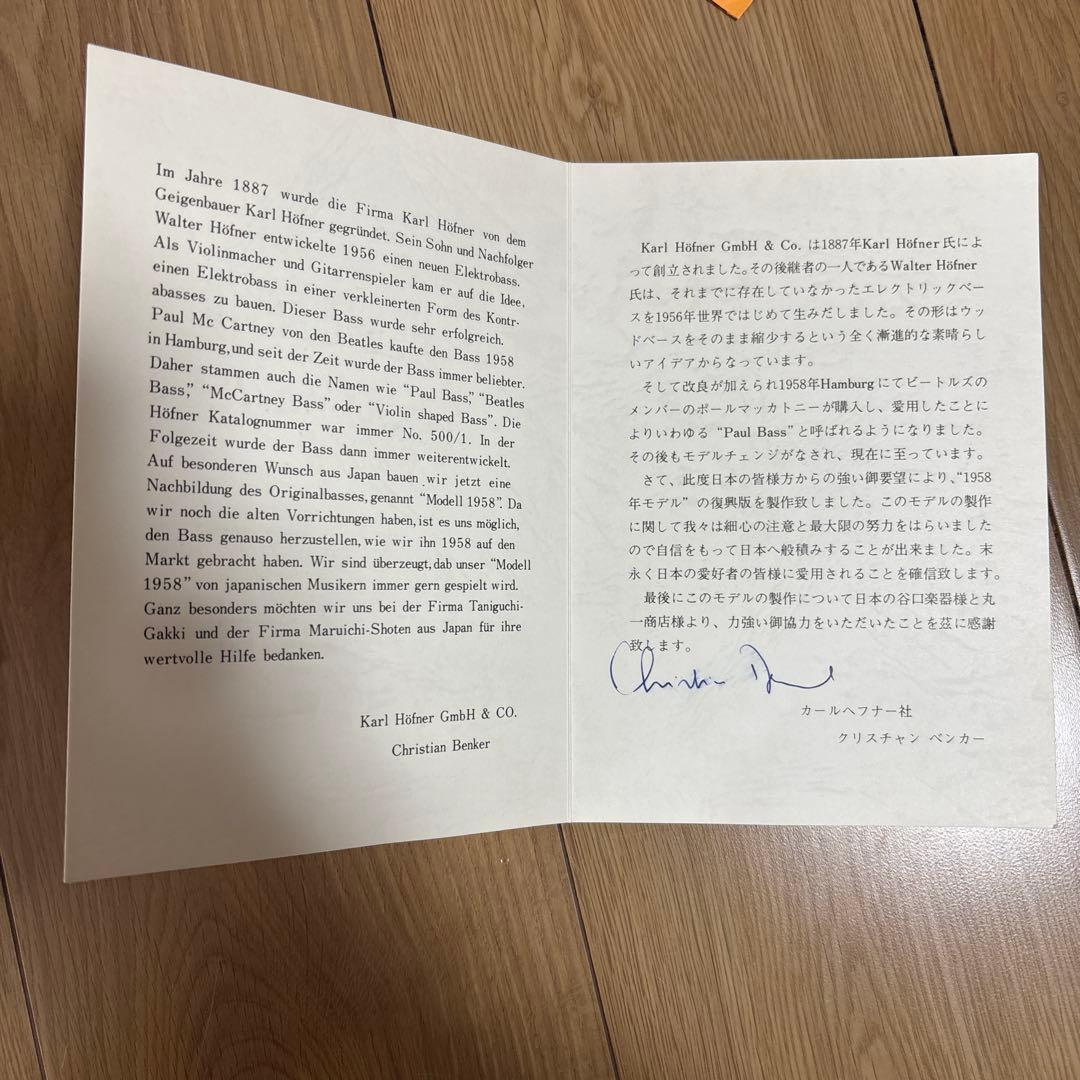 Im Jahre 1887 wurde die Firma Karl Höfner von dem
Geigenbauer Karl Höfner gegründet. Sein Sohn und Nachfolger
Walter Höfner entwickelte 1956 einen neuen Elektrobass.
Als Violinmacher und Gitarrenspieler kam er auf die Idee,
einen Elektrobass in einer verkleinerten Form des Kontr-
abasses zu bauen. Dieser Bass wurde sehr erfolgreich.
Paul Mc Cartney von den Beatles kaufte den Bass 1958
in Hamburg, und seit der Zeit wurde der Bass immer beliebter.
Daher stammen auch die Namen wie “Paul Bass,” “Beatles
Bass,” “McCartney Bass” oder “Violin shaped Bass”. Die
Höfner Katalognummer war immer No. 500/1. In der
Folgezeit wurde der Bass dann immer weiterentwickelt.
Auf besonderen Wunsch aus Japan bauen wir jetzt eine
Nachbildung des Originalbasses, genannt “Modell 1958”. Da
wir noch die alten Vorrichtungen haben, ist es uns möglich,
den Bass genauso herzustellen, wie wir ihn 1958 auf den
Markt gebracht haben. Wir sind überzeugt, dab unser “Modell
1958” von japanischen Musikern immer gern gespielt wird.
Ganz besonders möchten wir uns bei der Firma Taniguchi-
Gakki und der Firma Maruichi-Shoten aus Japan für ihre
wertvolle Hilfe bedanken.
Karl Höfner GmbH & CO.
Christian Benker
Karl Höfner GmbH & Co. は1887年Karl Höfner 氏によ
って創立されました。その後継者の一人であるWalter Höfner
氏は、それまでに存在していなかったエレクトリックベー
スを1956年世界ではじめて生みだしました。その形はウッ
ドベースをそのまま縮少するという全く漸進的な素晴らし
いアイデアからなっています。
そして改良が加えられ1958年Hamburgにてビートルズの
メンバーのポールマッカトニーが購入し、愛用したことに
よりいわゆる “Paul Bass” と呼ばれるようになりました。
その後もモデルチェンジがなされ、現在に至っています。
さて、此度日本の皆様方からの強い御要望により、“1958
年モデル” の復興版を製作致しました。このモデルの製作
に関して我々は細心の注意と最大限の努力をはらいました
ので自信をもって日本へ般積みすることが出来ました。末
永く日本の愛好者の皆様に愛用されることを確信致します。
最後にこのモデルの製作について日本の谷口楽器様と丸
一商店様より、力強い御協力をいただいたことを茲に感謝
致します。
カールヘフナー社
クリスチャン ベンカー